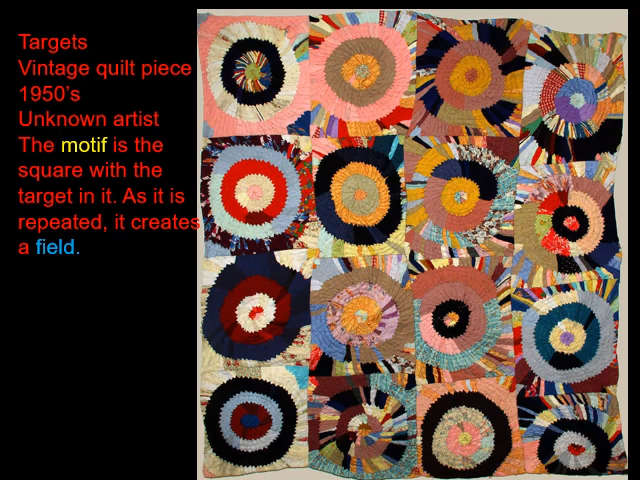 Targets
Vintage quilt piece
1950's
Unknown artist
The motif is the
square with the
target in it. As it is
repeated, it creates
a field.